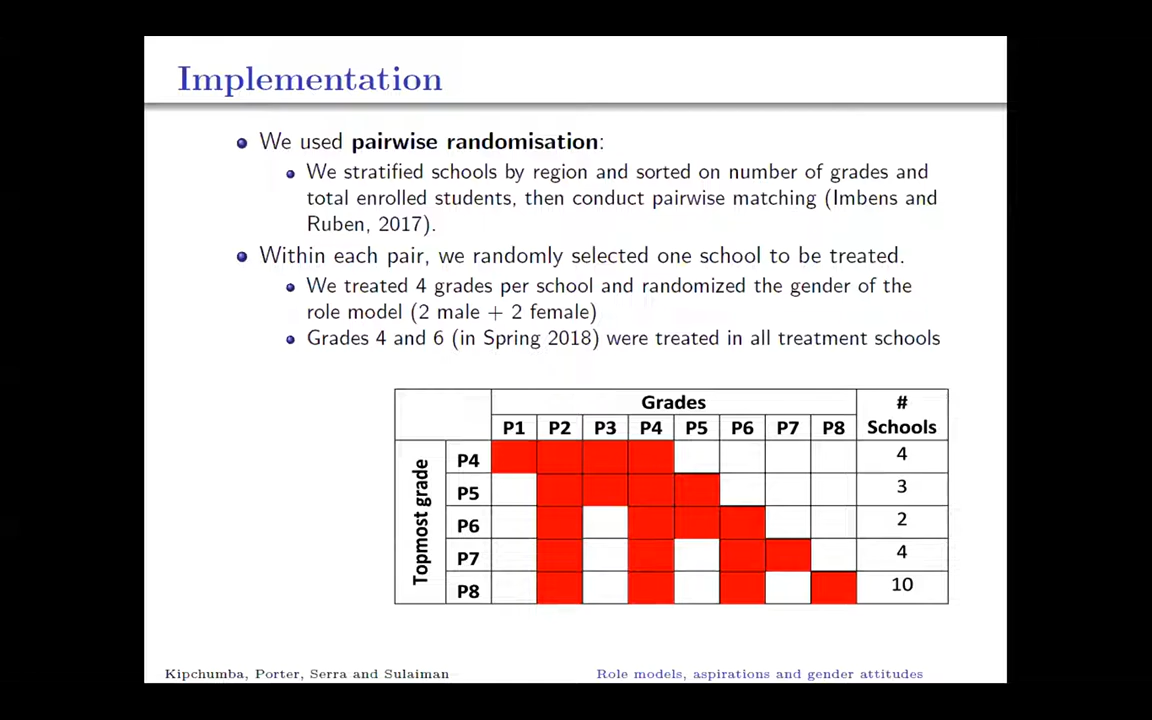 Implementation
We used pairwise randomisation:
We stratified schools by region and sorted on number of grades and
total enrolled students, then conduct pairwise matching (Imbens and
Ruben, 2017).
Within each pair, we randomly selected one school to be treated.
We treated 4 grades per school and randomized the gender of the
role model (2 male + 2 female)
Grades 4 and 6 (in Spring 2018) were treated in all treatment schools
Grades #
P1 P2 P3 P4 P5 P6 P7 P8 Schools
Topmost grade
P4 4
P5 3
P6 2
P7 4
P8 10
Kipchumba, Porter, Serra and Sulaiman Role models, aspirations and gender attitudes